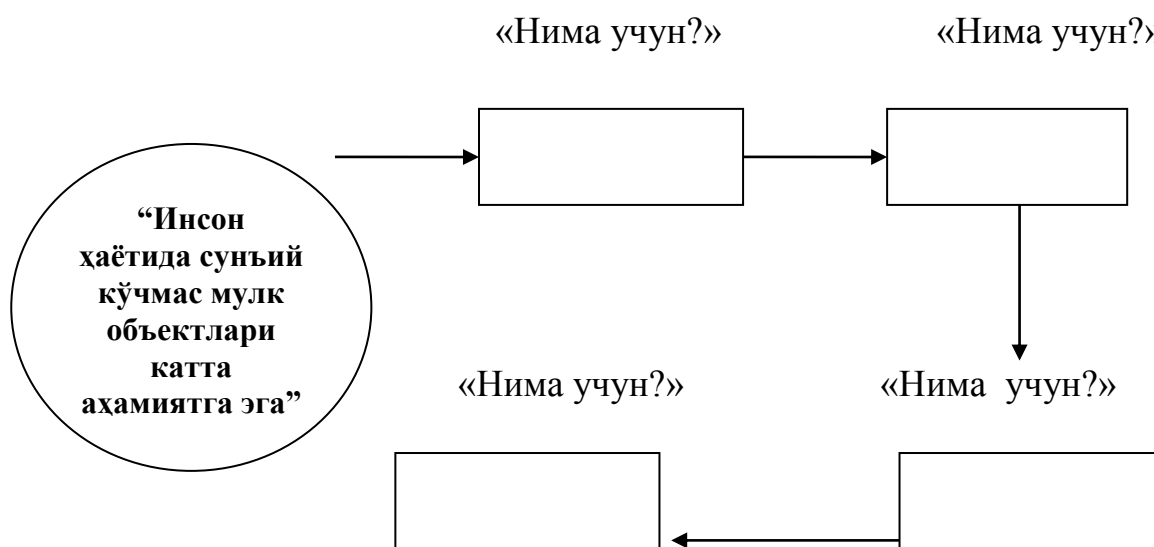 «Нима учун?»
«Нима учун?»
“Инсон
ҳаётида сунъий
кўчмас мулк
объектлари
катта
аҳамиятга эга”
«Нима учун?»
«Нима  учун?»